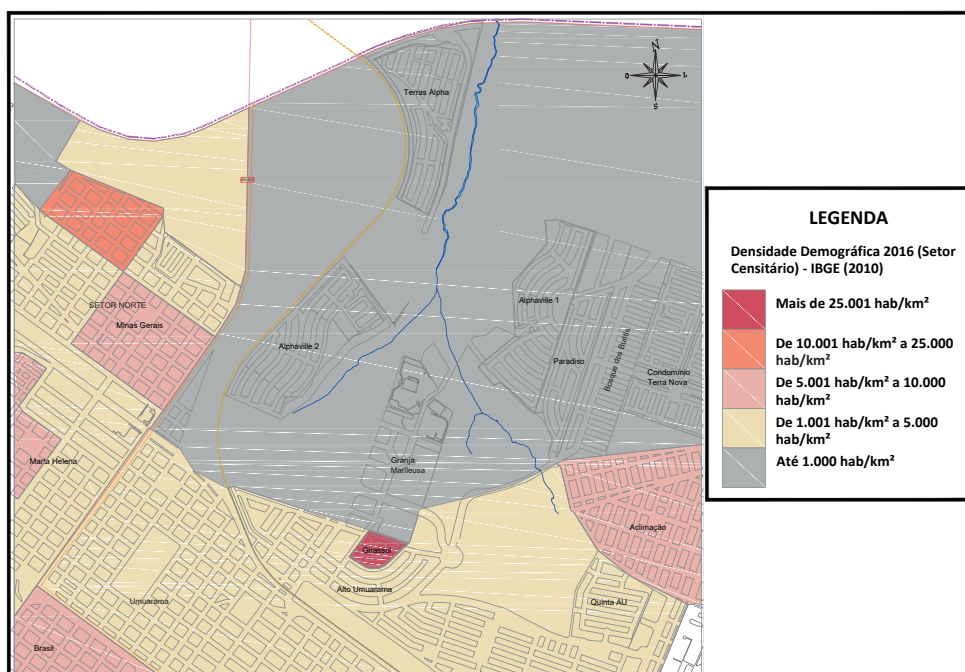 N
O
L
S
Terras Alpha
SETOR NORTE
Minas Gerais
Alphaville 1
Alphaville 2
Paradiso
Bosque dos Buritis
Condomínio
Terra Nova
Marta Helena
Granja
Marileusa
Aclimação
Girassol
Alto Umuarama
Umuarama
Quinta AU
Brasil
LEGENDA
Densidade Demográfica 2016 (Setor
Censitário) - IBGE (2010)
Mais de 25.001 hab/km²
De 10.001 hab/km² a 25.000
hab/km²
De 5.001 hab/km² a 10.000
hab/km²
De 1.001 hab/km² a 5.000
hab/km²
Até 1.000 hab/km²